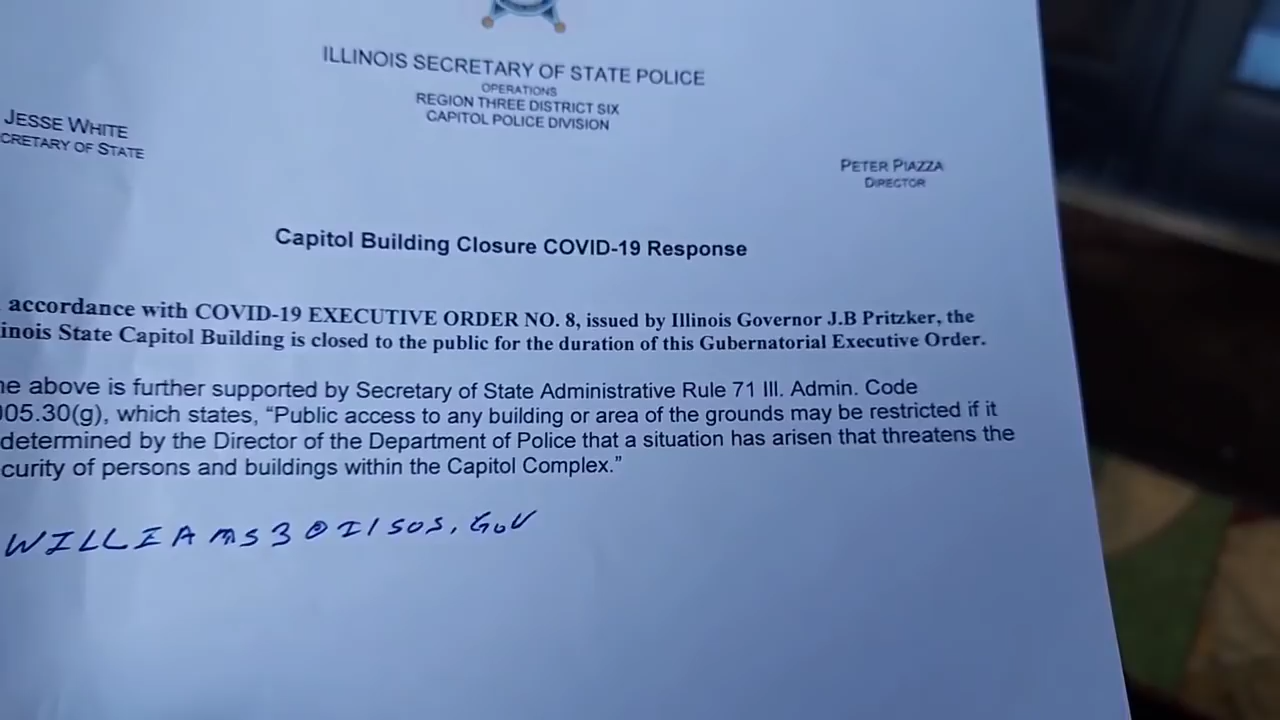 ILLINOIS SECRETARY OF STATE POLICE
OPERATIONS
REGION THREE DISTRICT SIX
CAPITOL POLICE DIVISION
JESSE WHITE
CRETARY OF STATE
PETER PIAZZA
DIRECTOR
Capitol Building Closure COVID-19 Response
accordance with COVID-19 EXECUTIVE ORDER NO. 8, issued by Illinois Governor J.B Pritzker, the
inois State Capitol Building is closed to the public for the duration of this Gubernatorial Executive Order.
he above is further supported by Secretary of State Administrative Rule 71 Ill. Admin. Code
005.30(g), which states, “Public access to any building or area of the grounds may be restricted if it
determined by the Director of the Department of Police that a situation has arisen that threatens the
curity of persons and buildings within the Capitol Complex.”
WILLIAMS3@ILSOS.GOV